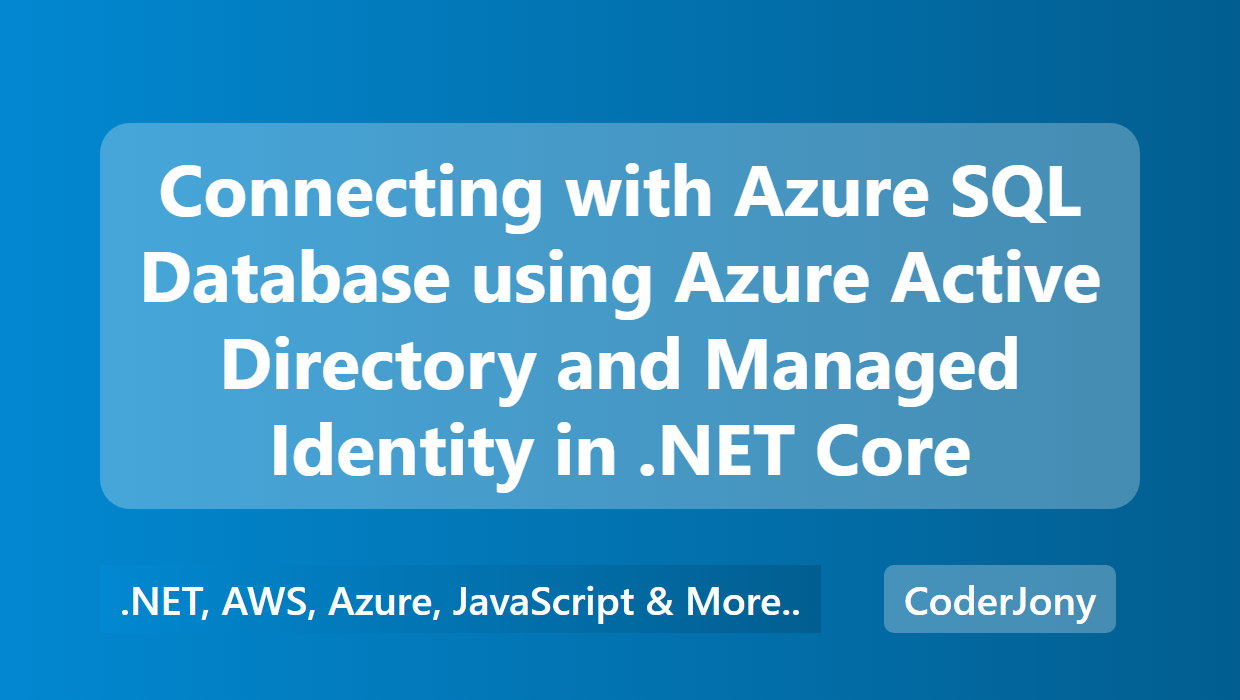 Connecting with Azure SQL
Database using Azure Active
Directory and Managed
Identity in .NET Core
.NET, AWS, Azure, JavaScript & More..
CoderJony